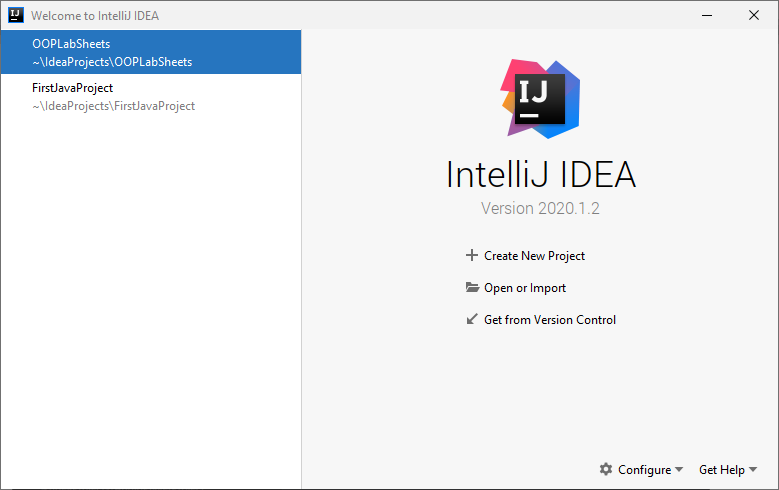 Welcome to IntelliJ IDEA
OOPLabSheets
~\IdeaProjects\OOPLabSheets
FirstJavaProject
~\IdeaProjects\FirstJavaProject
IJ
IntelliJ IDEA
Version 2020.1.2
Create New Project
Open or Import
Get from Version Control
Configure
Get Help